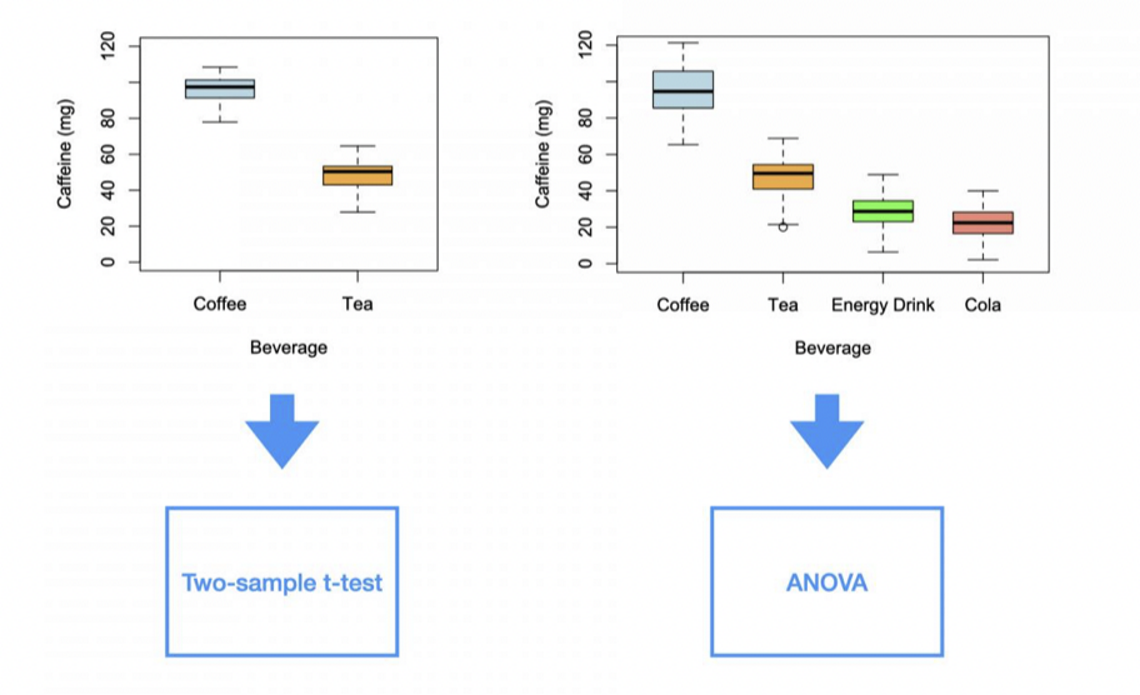 Caffeine (mg)
120
80
60
40
20
0
Coffee
Tea
Beverage
Two-sample t-test
Caffeine (mg)
120
80
60
40
20
0
Coffee
Tea
Energy Drink
Cola
Beverage
ANOVA